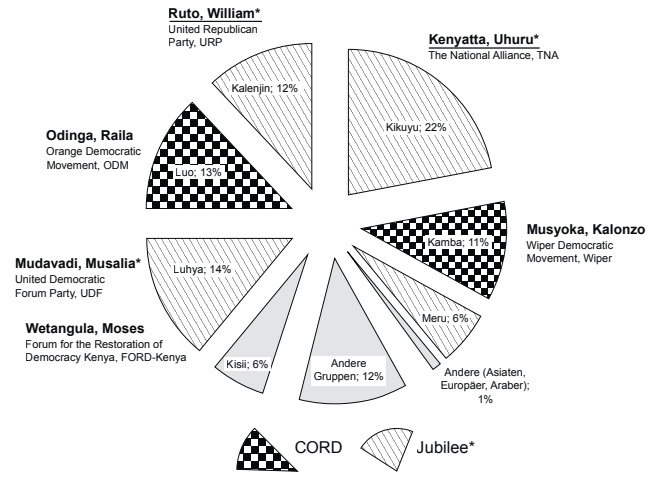 Ruto, William*
United Republican
Party, URP
Kenyatta, Uhuru*
The National Alliance, TNA
Kalenjin; 12%
Kikuyu; 22%
Odinga, Raila
Orange Democratic
Movement, ODM
Luo; 13%
Musyoka, Kalonzo
Wiper Democratic
Movement, Wiper
Kamba; 11%
Mudavadi, Musalia*
United Democratic
Forum Party, UDF
Luhya; 14%
Wetangula, Moses
Forum for the Restoration of
Democracy Kenya, FORD-Kenya
Meru; 6%
Kisii; 6%
Andere
Gruppen; 12%
Andere (Asiaten,
Europäer, Araber);
1%
CORD
Jubilee*